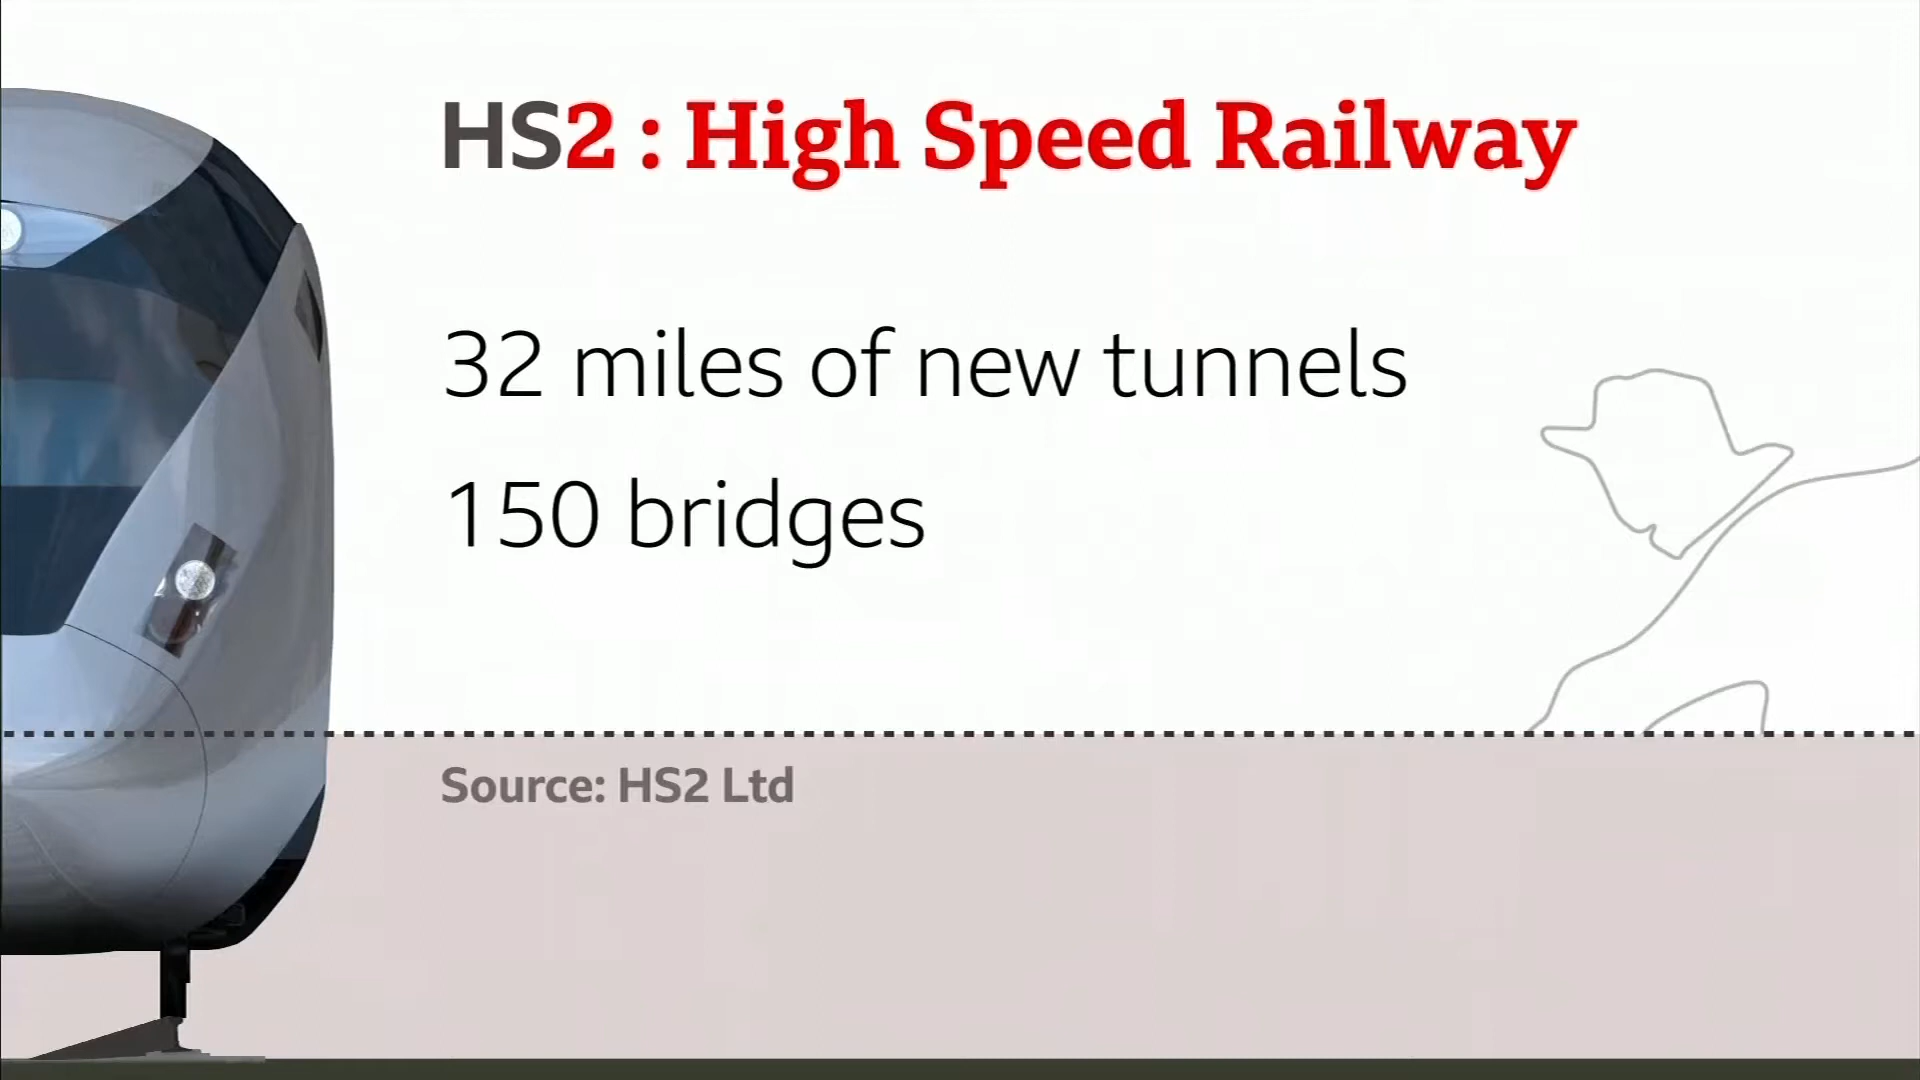 HS2 : High Speed Railway
32 miles of new tunnels
150 bridges
Source: HS2 Ltd